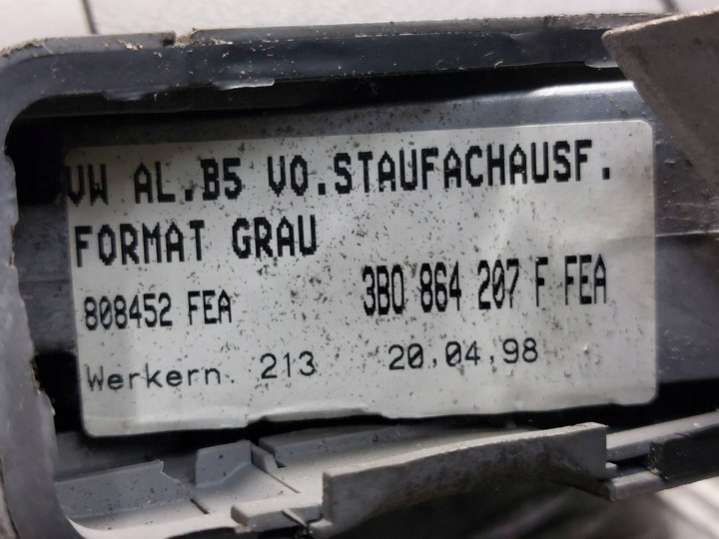 VW AL.B5 VO.STAUFACHAUSF.
FORMAT GRAU
808452 FEA 3B0 864 207 F FEA
Werkern. 213 20.04.98